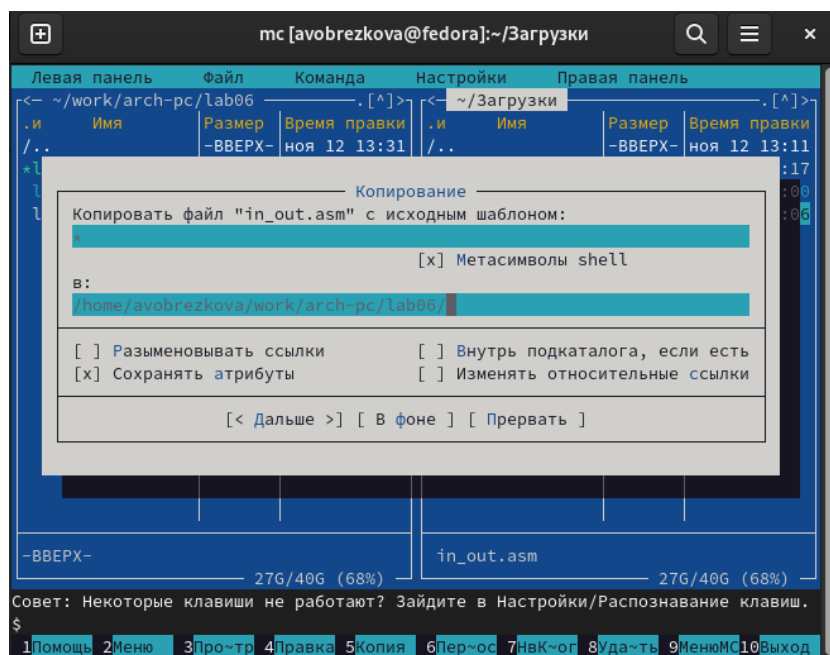 mc [avobrezkova@fedora]:~/Загрузки
Левая панель Файл Команда Настройки Правая панель
<— ~/work/arch-pc/lab06 —.[^]> <— ~/Загрузки —.[^]>
.и Имя Размер Время правки .и Имя Размер Время правки
/.. -ВВЕРХ- ноя 12 13:31 /.. -ВВЕРХ- ноя 12 13:11
*l :17
l :00
l :06
Копирование
Копировать файл "in_out.asm" с исходным шаблоном:
*
[x] Метасимволы shell
в:
/home/avobrezkova/work/arch-pc/lab06/
[ ] Разыменовывать ссылки [ ] Внутрь подкаталога, если есть
[x] Сохранять атрибуты [ ] Изменять относительные ссылки
[< Дальше >] [ В фоне ] [ Прервать ]
-ВВЕРХ- in_out.asm
27G/40G (68%) 27G/40G (68%)
Совет: Некоторые клавиши не работают? Зайдите в Настройки/Распознавание клавиш.
$
1Помощь 2Меню 3Про~тр 4Правка 5Копия 6Пер~ос 7НвК~ог 8Уда~ть 9МенюMC 10Выход